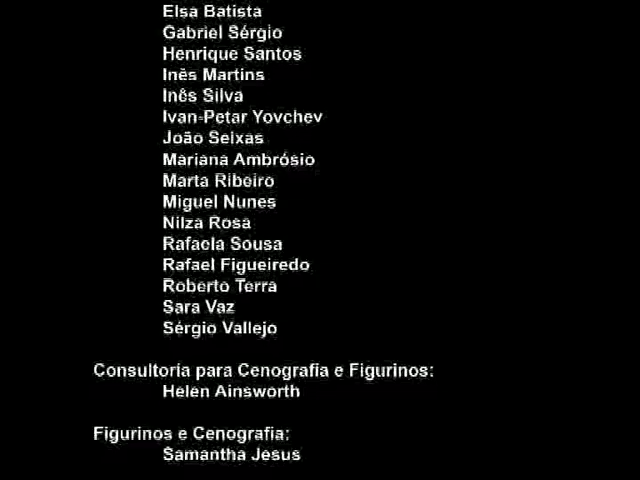 Elsa Batista
Gabriel Sérgio
Henrique Santos
Inês Martins
Inês Silva
Ivan-Petar Yovchev
João Seixas
Mariana Ambrósio
Marta Ribeiro
Miguel Nunes
Nilza Rosa
Rafaela Sousa
Rafael Figueiredo
Roberto Terra
Sara Vaz
Sérgio Vallejo
Consultoria para Cenografia e Figurinos:
Helen Ainsworth
Figurinos e Cenografia:
Samantha Jesus